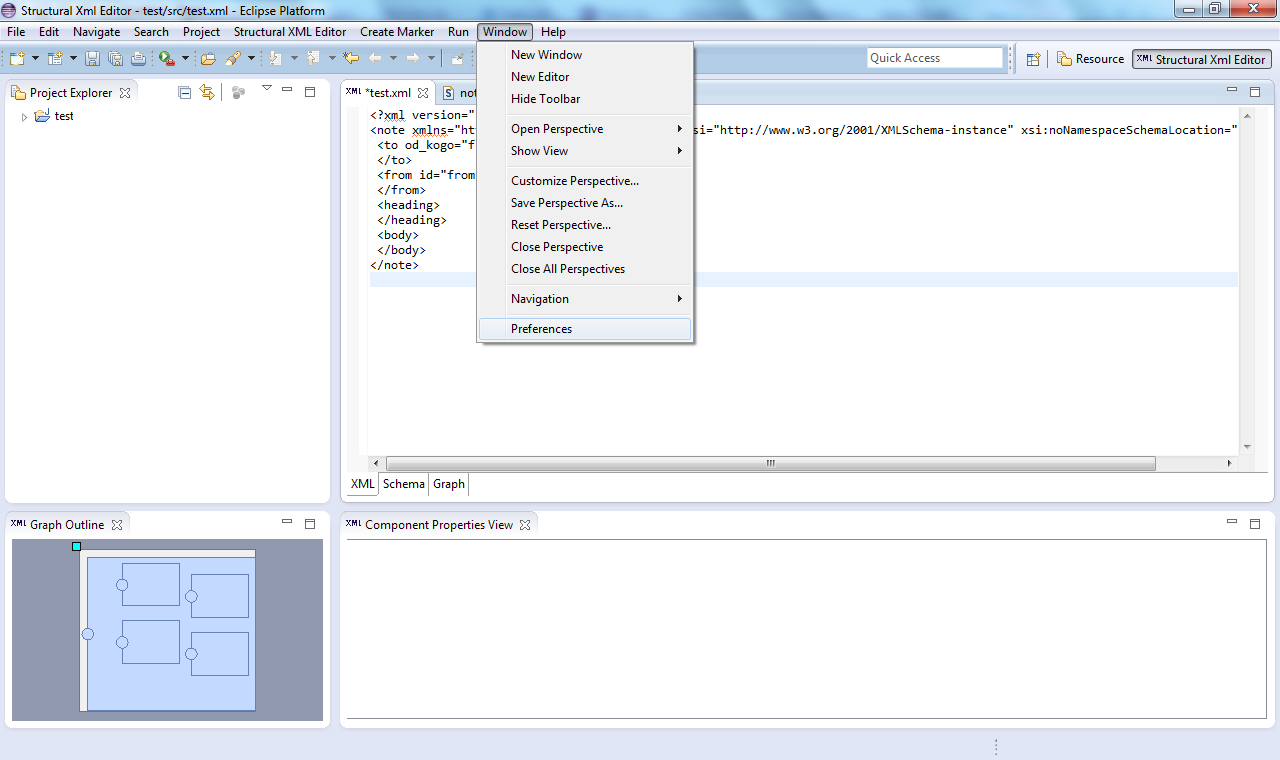 Structural Xml Editor - test/src/test.xml - Eclipse Platform
File Edit Navigate Search Project Structural XML Editor Create Marker Run Window Help
Quick Access
Resource
XML Structural Xml Editor
Project Explorer
test
XML *test.xml
S not
<?xml version="
<note xmlns="ht si="http://www.w3.org/2001/XMLSchema-instance" xsi:noNamespaceSchemaLocation="
<to od_kogo="f
</to>
<from id="from
</from>
<heading>
</heading>
<body>
</body>
</note>
New Window
New Editor
Hide Toolbar
Open Perspective
Show View
Customize Perspective...
Save Perspective As...
Reset Perspective...
Close Perspective
Close All Perspectives
Navigation
Preferences
XML Schema Graph
XML Graph Outline
XML Component Properties View